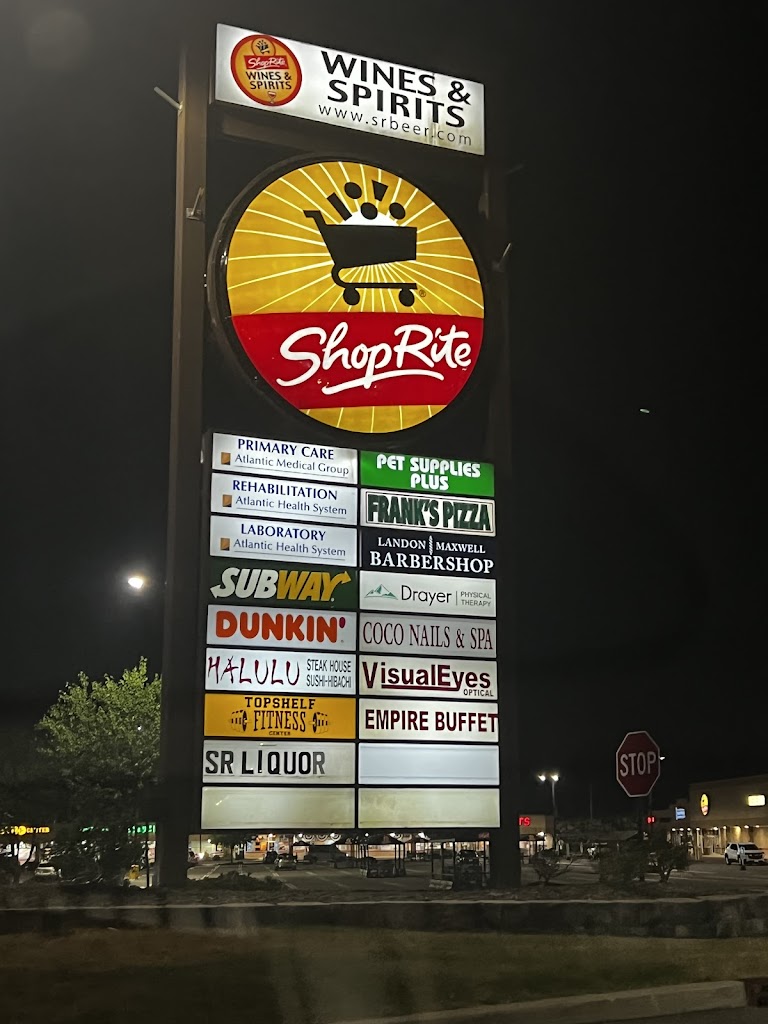 ShopRite
WINES &
SPIRITS
WINES &
SPIRITS
www.srbeer.com
ShopRite
PRIMARY CARE
Atlantic Medical Group
REHABILITATION
Atlantic Health System
LABORATORY
Atlantic Health System
SUBWAY
DUNKIN'
HALULU
STEAK HOUSE
SUSHI-HIBACHI
TOPSHELF
FITNESS
CENTER
SR LIQUOR
PET SUPPLIES
PLUS
FRANK'S PIZZA
LANDON MAXWELL
BARBERSHOP
Drayer PHYSICAL
THERAPY
COCO NAILS & SPA
VisualEyes
OPTICAL
EMPIRE BUFFET
STOP